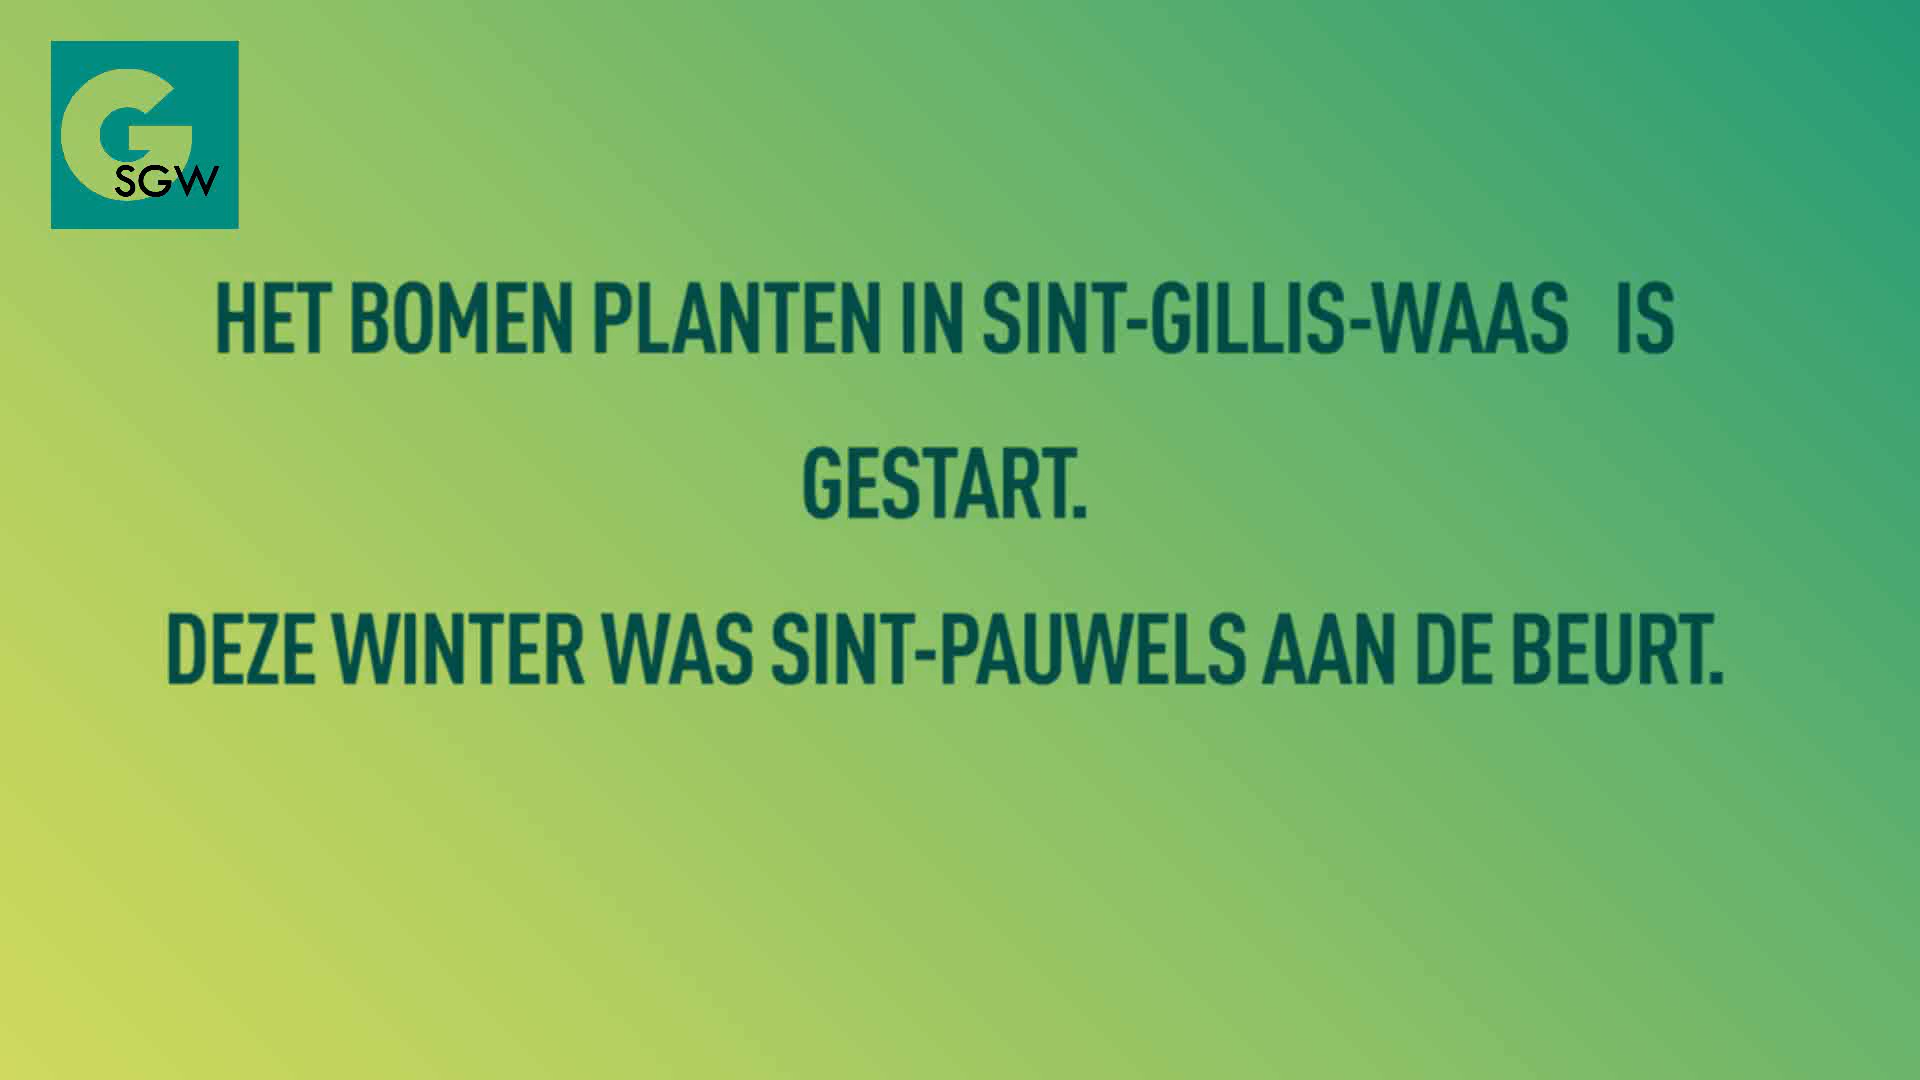 G
SGW
HET BOMEN PLANTEN IN SINT-GILLIS-WAAS IS
GESTART.
DEZE WINTER WAS SINT-PAUWELS AAN DE BEURT.